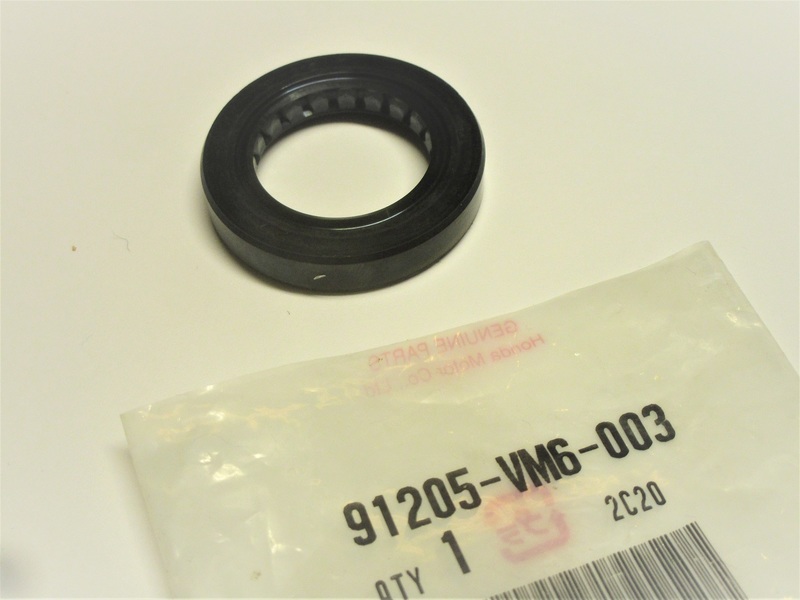 GENUINE PARTS
Honda Motor Co., Ltd
91205-VM6-003
2C20
QTY 1